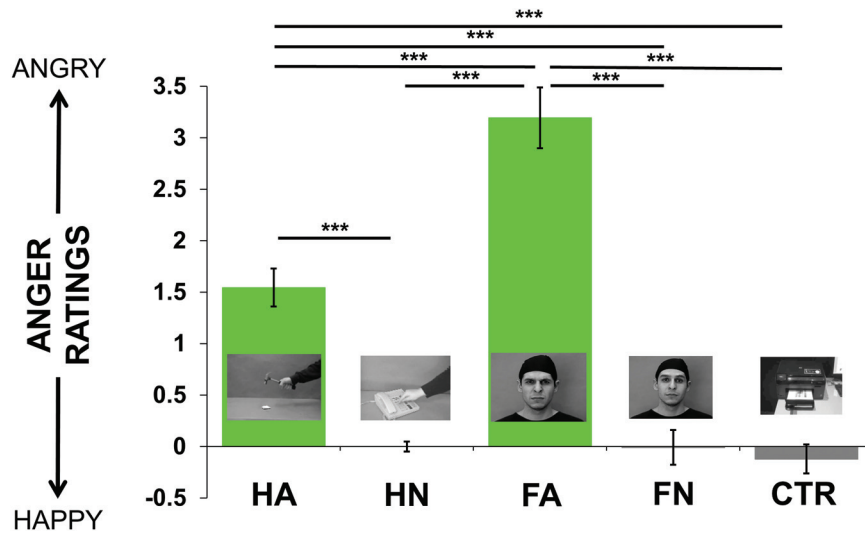 ***
***
***
***
***
***
ANGRY
ANGER
RATINGS
HAPPY
3.5
3
2.5
2
1.5
1
0.5
0
-0.5
***
HA
HN
FA
FN
CTR